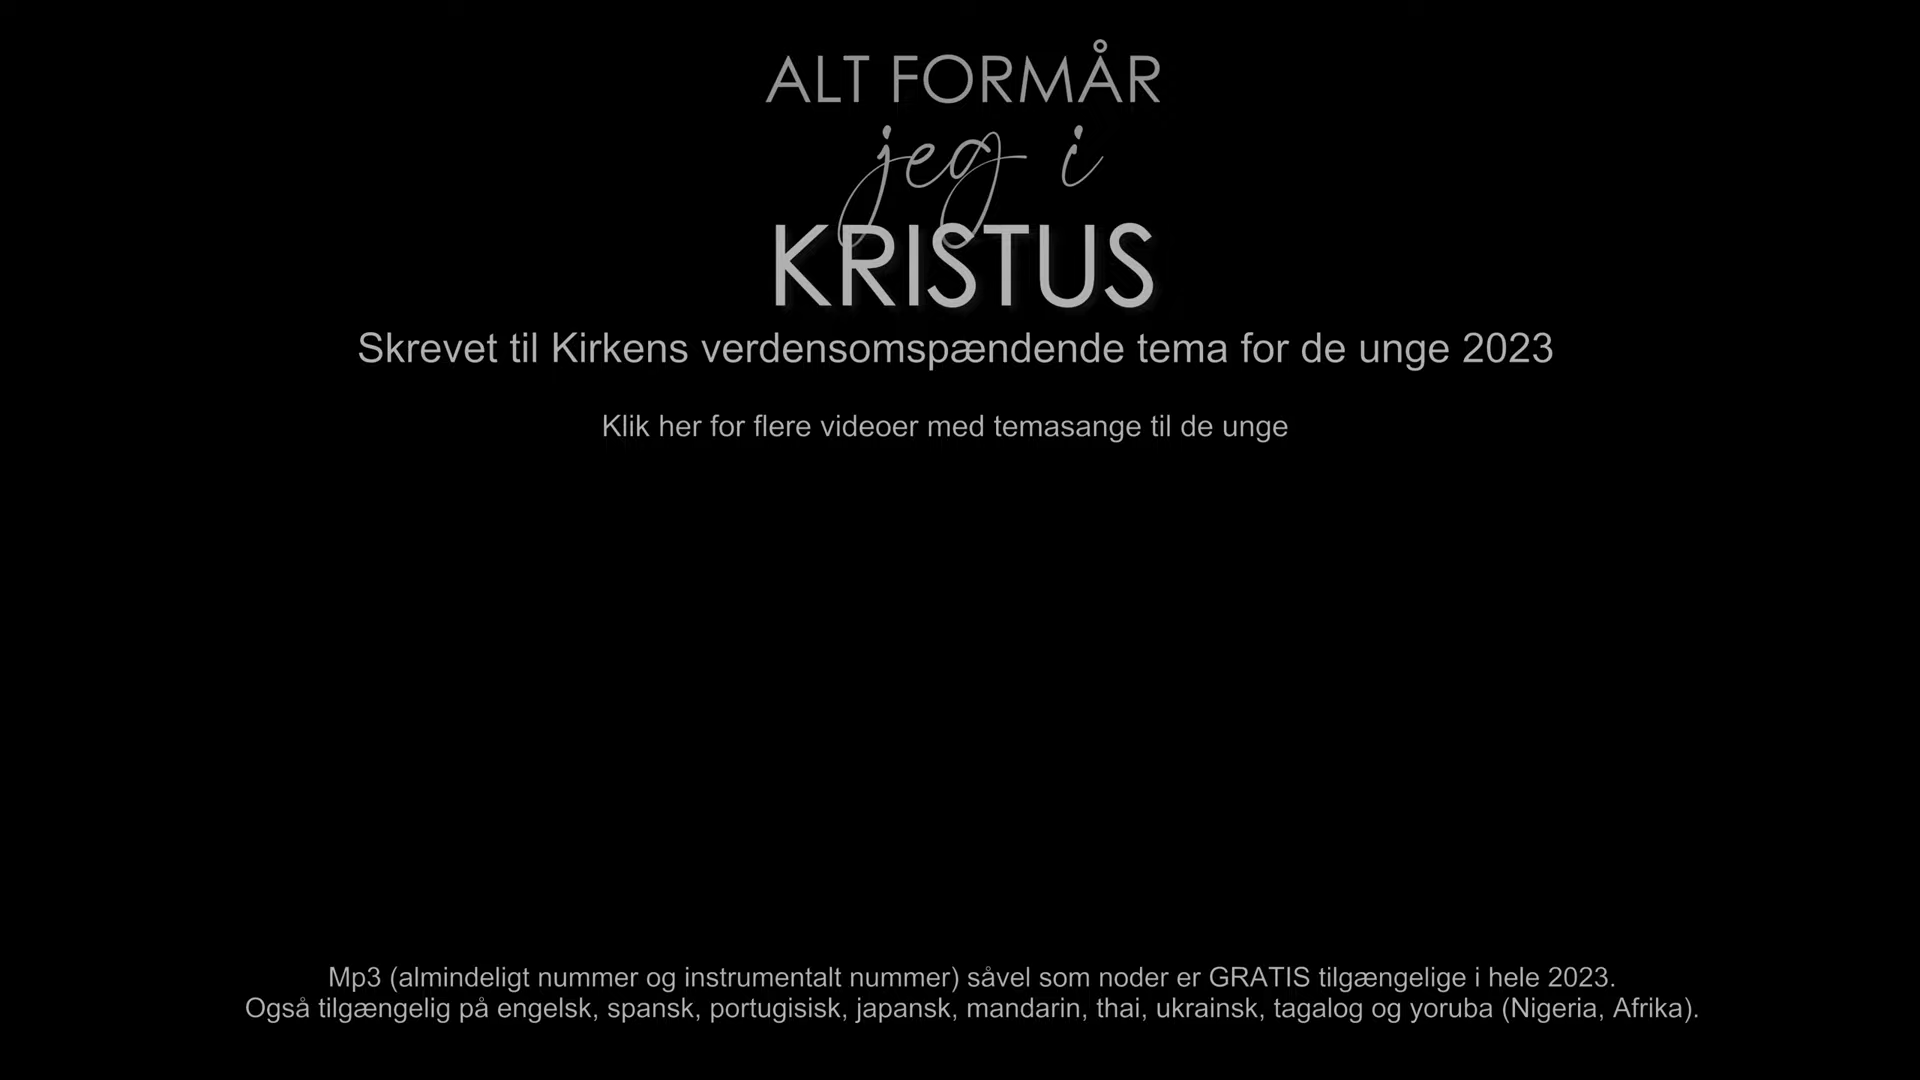 ALT FORMÅR
jeg i
KRISTUS
Skrevet til Kirkens verdensomspændende tema for de unge 2023
Klik her for flere videoer med temasange til de unge
Mp3 (almindeligt nummer og instrumentalt nummer) såvel som noder er GRATIS tilgængelige i hele 2023.
Også tilgængelig på engelsk, spansk, portugisisk, japansk, mandarin, thai, ukrainsk, tagalog og yoruba (Nigeria, Afrika).